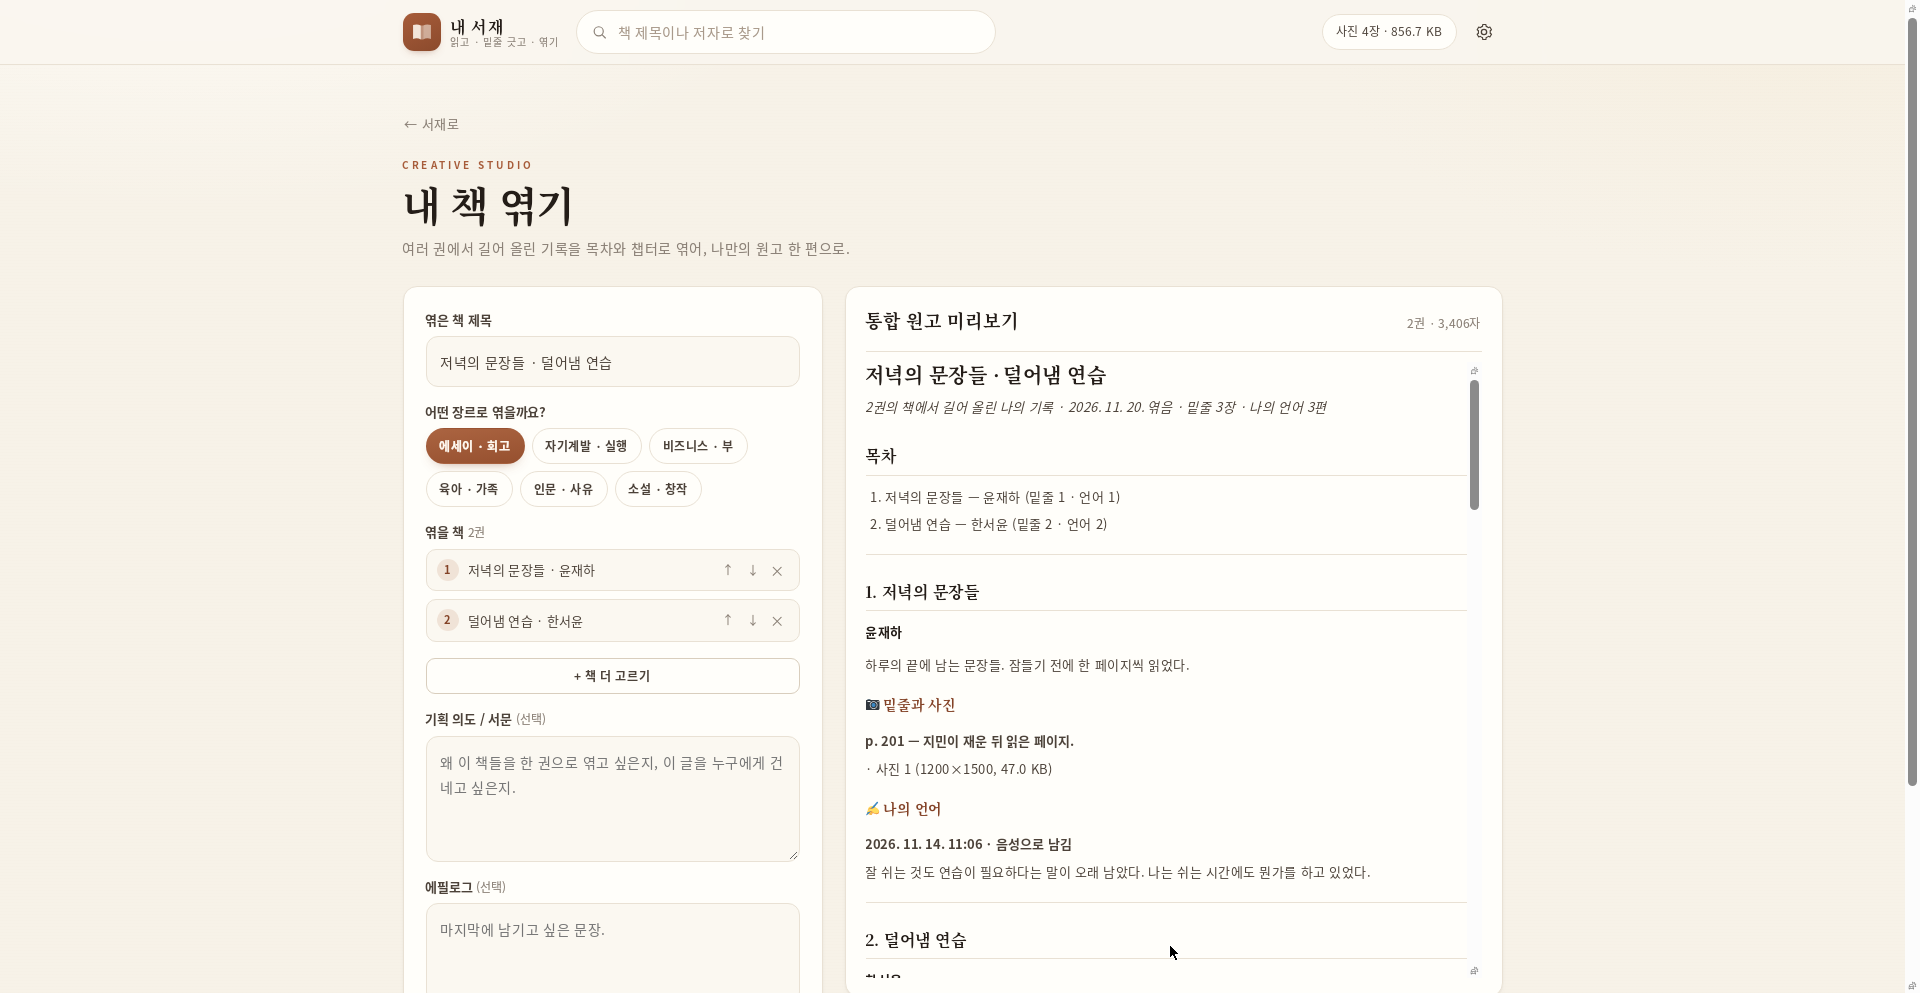 내 서재
읽고 · 밑줄 긋고 · 엮기
책 제목이나 저자로 찾기
사진 4장 · 856.7 KB
← 서재로
CREATIVE STUDIO
내 책 엮기
여러 권에서 길어 올린 기록을 목차와 챕터로 엮어, 나만의 원고 한 편으로.
엮은 책 제목
저녁의 문장들 · 덜어냄 연습
어떤 장르로 엮을까요?
에세이 · 회고
자기계발 · 실행
비즈니스 · 부
육아 · 가족
인문 · 사유
소설 · 창작
엮을 책 2권
1 저녁의 문장들 · 윤재하 ↑ ↓ ×
2 덜어냄 연습 · 한서윤 ↑ ↓ ×
+ 책 더 고르기
기획 의도 / 서문 (선택)
왜 이 책들을 한 권으로 엮고 싶은지, 이 글을 누구에게 건
네고 싶은지.
에필로그 (선택)
마지막에 남기고 싶은 문장.
통합 원고 미리보기
2권 · 3,406자
저녁의 문장들 · 덜어냄 연습
2권의 책에서 길어 올린 나의 기록 · 2026. 11. 20. 엮음 · 밑줄 3장 · 나의 언어 3편
목차
1. 저녁의 문장들 — 윤재하 (밑줄 1 · 언어 1)
2. 덜어냄 연습 — 한서윤 (밑줄 2 · 언어 2)
1. 저녁의 문장들
윤재하
하루의 끝에 남는 문장들. 잠들기 전에 한 페이지씩 읽었다.
📷 밑줄과 사진
p. 201 — 지민이 재운 뒤 읽은 페이지.
· 사진 1 (1200×1500, 47.0 KB)
✍️ 나의 언어
2026. 11. 14. 11:06 · 음성으로 남김
잘 쉬는 것도 연습이 필요하다는 말이 오래 남았다. 나는 쉬는 시간에도 뭔가를 하고 있었다.
2. 덜어냄 연습